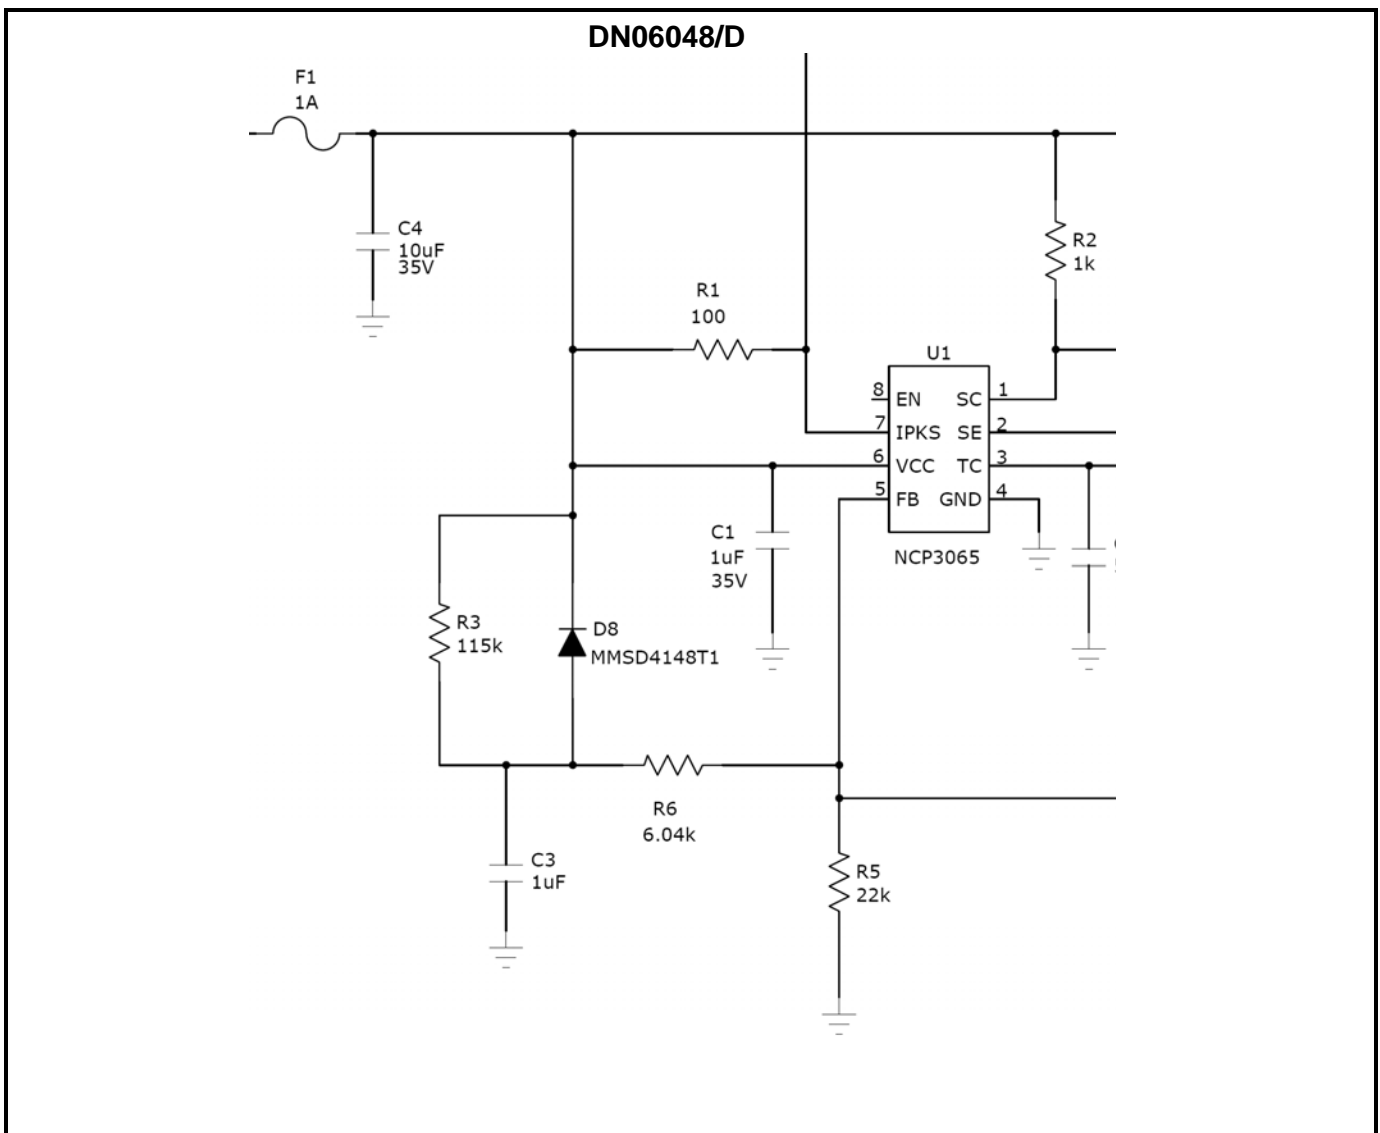 DN06048/D
F1
1A
C4
10uF
35V
R2
1k
R1
100
U1
8 EN SC 1
7 IPKS SE 2
6 VCC TC 3
5 FB GND 4
NCP3065
C1
1uF
35V
R3
115k
D8
MMSD4148T1
R6
6.04k
C3
1uF
R5
22k